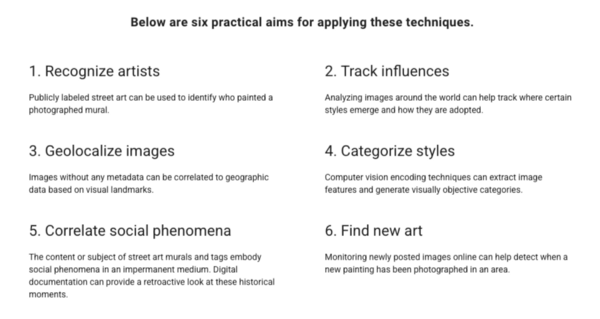 Below are six practical aims for applying these techniques.
1. Recognize artists
Publicly labeled street art can be used to identify who painted a
photographed mural.
2. Track influences
Analyzing images around the world can help track where certain
styles emerge and how they are adopted.
3. Geolocalize images
Images without any metadata can be correlated to geographic
data based on visual landmarks.
4. Categorize styles
Computer vision encoding techniques can extract image
features and generate visually objective categories.
5. Correlate social phenomena
The content or subject of street art murals and tags embody
social phenomena in an impermanent medium. Digital
documentation can provide a retroactive look at these historical
moments.
6. Find new art
Monitoring newly posted images online can help detect when a
new painting has been photographed in an area.